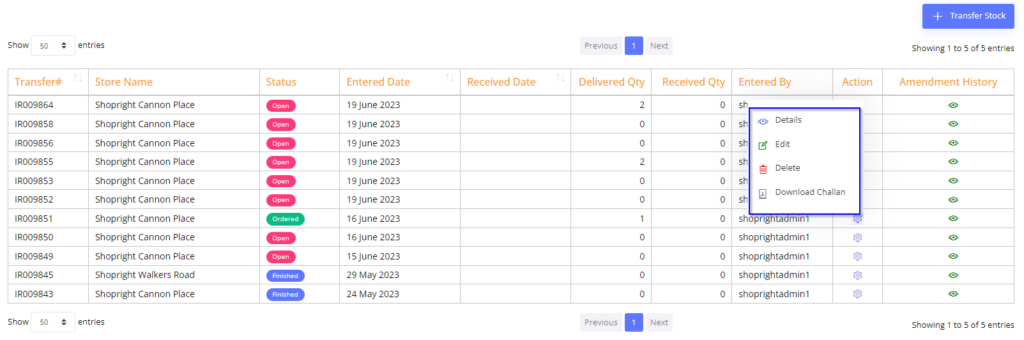 Transfer Stock
Show 50 entries
Previous 1 Next
Showing 1 to 5 of 5 entries
Transfer# Store Name Status Entered Date Received Date Delivered Qty Received Qty Entered By Action Amendment History
IR009864 Shopright Cannon Place Open 19 June 2023 2 0 sh
IR009858 Shopright Cannon Place Open 19 June 2023 0 0 sh
IR009856 Shopright Cannon Place Open 19 June 2023 0 0 sh
IR009855 Shopright Cannon Place Open 19 June 2023 2 0 sh
IR009853 Shopright Cannon Place Open 19 June 2023 0 0 sh
IR009852 Shopright Cannon Place Open 19 June 2023 0 0 sh
Details
Edit
Delete
Download Challan
IR009851 Shopright Cannon Place Ordered 16 June 2023 1 0 shoprightadmin1
IR009850 Shopright Cannon Place Open 16 June 2023 0 0 shoprightadmin1
IR009849 Shopright Cannon Place Open 15 June 2023 0 0 shoprightadmin1
IR009845 Shopright Walkers Road Finished 29 May 2023 0 0 shoprightadmin1
IR009843 Shopright Cannon Place Finished 24 May 2023 0 0 shoprightadmin1
Show 50 entries
Previous 1 Next
Showing 1 to 5 of 5 entries